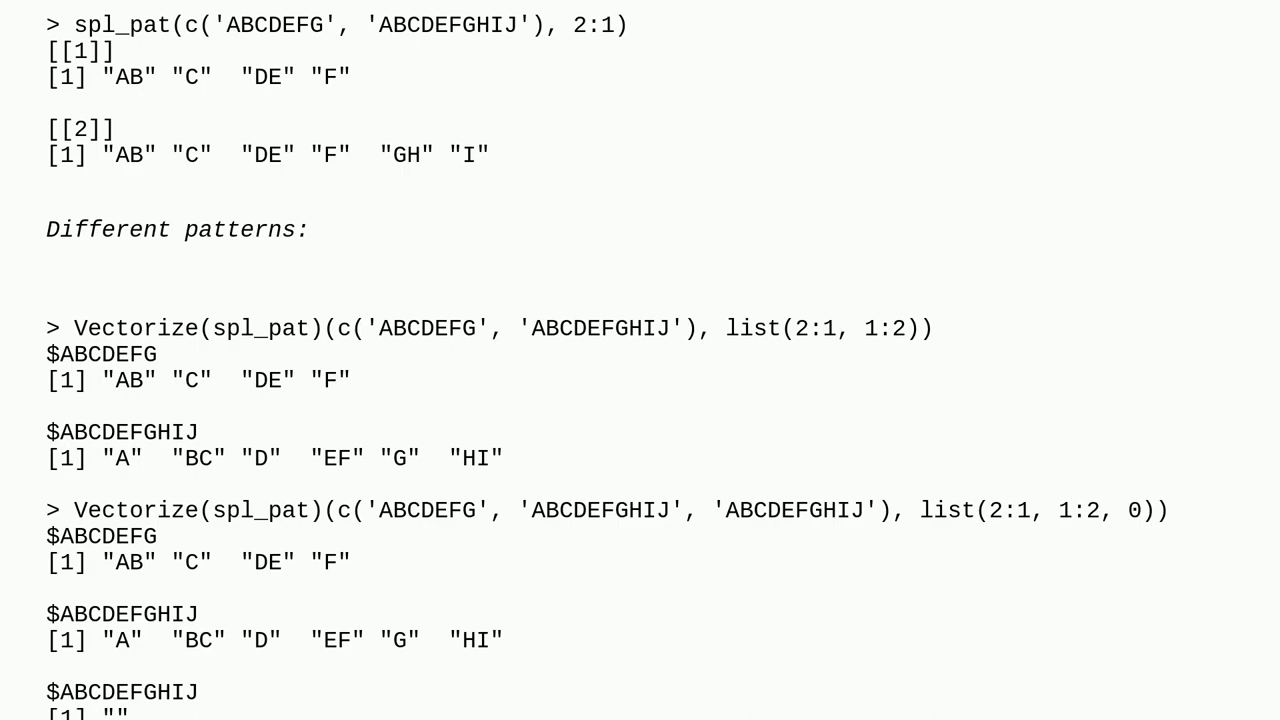 > spl_pat(c('ABCDEFG', 'ABCDEFGHIJ'), 2:1)
[[1]]
[1] "AB" "C"  "DE" "F"
[[2]]
[1] "AB" "C"  "DE" "F"  "GH" "I"
Different patterns:
> Vectorize(spl_pat)(c('ABCDEFG', 'ABCDEFGHIJ'), list(2:1, 1:2))
$ABCDEFG
[1] "AB" "C"  "DE" "F"
$ABCDEFGHIJ
[1] "A"  "BC" "D"  "EF" "G"  "HI"
> Vectorize(spl_pat)(c('ABCDEFG', 'ABCDEFGHIJ', 'ABCDEFGHIJ'), list(2:1, 1:2, 0))
$ABCDEFG
[1] "AB" "C"  "DE" "F"
$ABCDEFGHIJ
[1] "A"  "BC" "D"  "EF" "G"  "HI"
$ABCDEFGHIJ
[1] ""